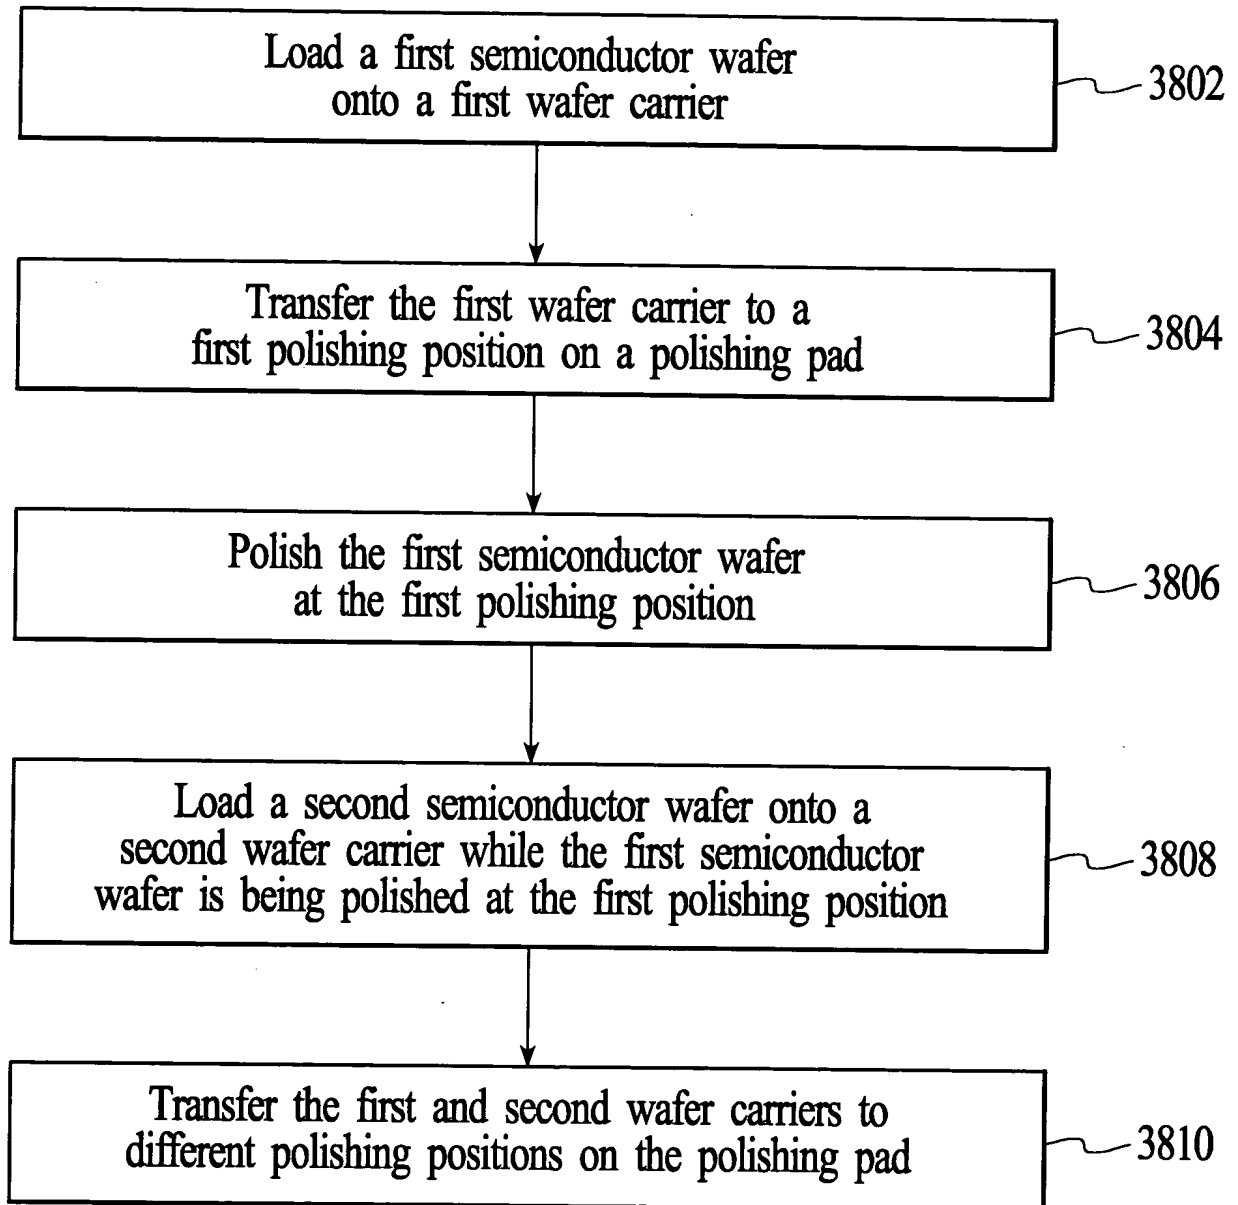 Load a first semiconductor wafer
onto a first wafer carrier
3802
Transfer the first wafer carrier to a
first polishing position on a polishing pad
3804
Polish the first semiconductor wafer
at the first polishing position
3806
Load a second semiconductor wafer onto a
second wafer carrier while the first semiconductor
wafer is being polished at the first polishing position
3808
Transfer the first and second wafer carriers to
different polishing positions on the polishing pad
3810